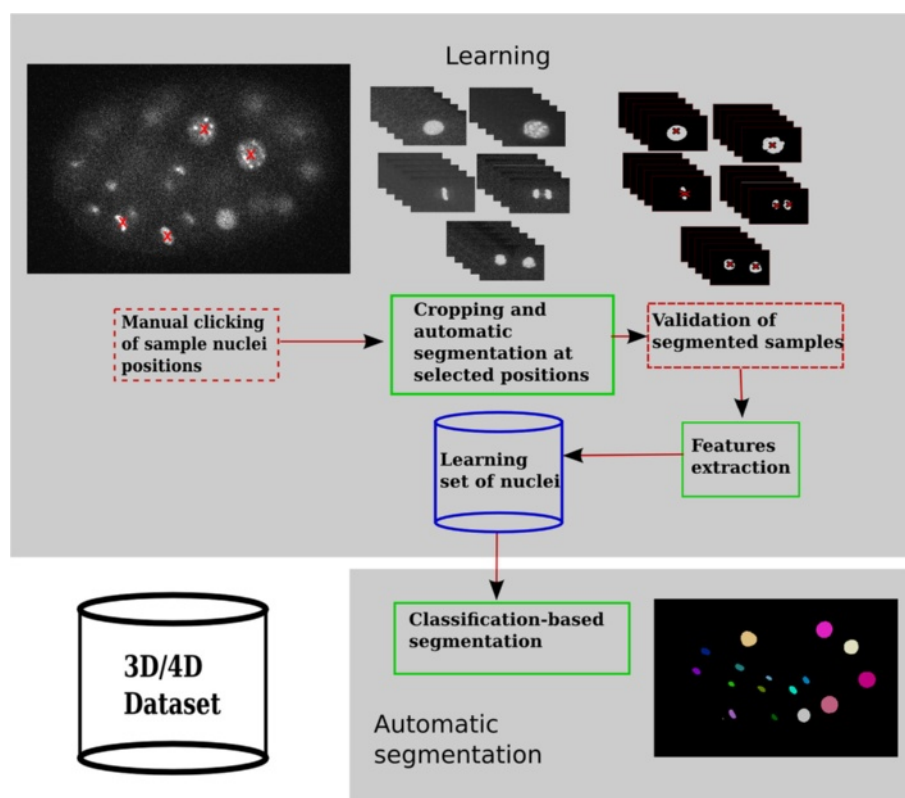 Learning
Manual clicking
of sample nuclei
positions
Cropping and
automatic
segmentation at
selected positions
Validation of
segmented samples
Features
extraction
Learning
set of nuclei
Classification-based
segmentation
3D/4D
Dataset
Automatic
segmentation